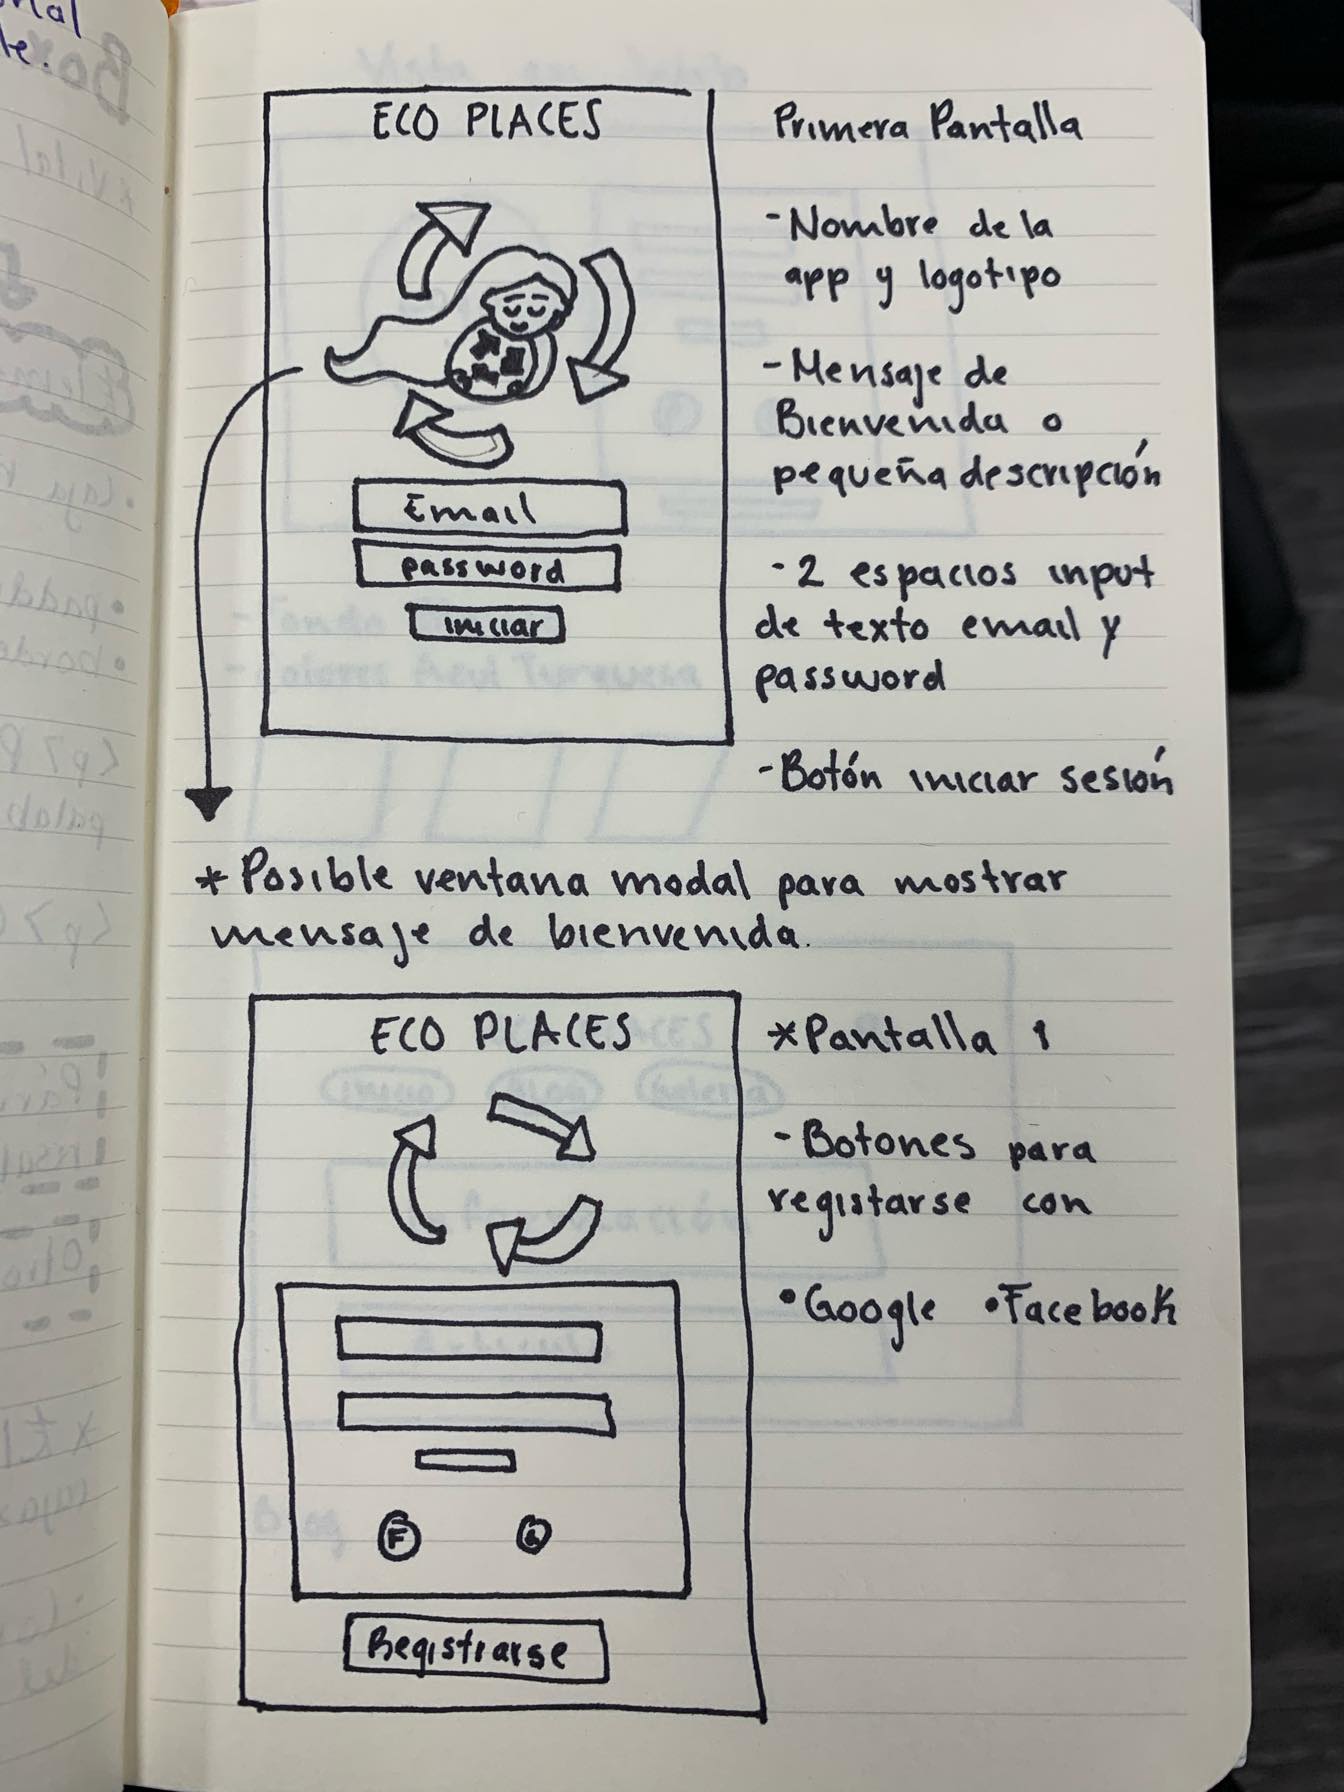 nal
te.
ECO PLACES
Email
password
iniciar
Primera Pantalla
-Nombre de la
app y logotipo
-Mensaje de
Bienvenida o
pequeña descripción
-2 espacios input
de texto email y
password
-Botón iniciar sesión
*Posible ventana modal para mostrar
mensaje de bienvenida.
ECO PLACES
F
G
Registrarse
*Pantalla 1
-Botones para
registarse con
•Google •Facebook